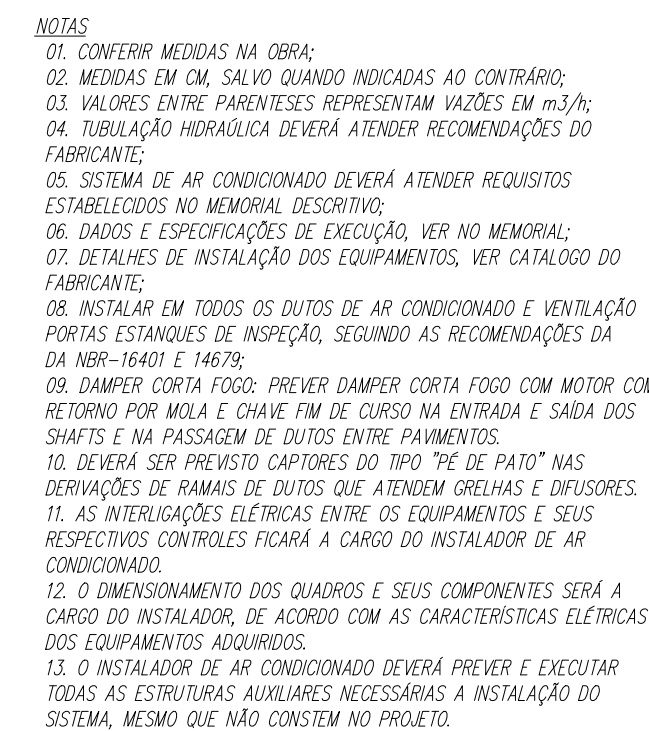 NOTAS
01. CONFERIR MEDIDAS NA OBRA;
02. MEDIDAS EM CM, SALVO QUANDO INDICADAS AO CONTRÁRIO;
03. VALORES ENTRE PARENTESES REPRESENTAM VAZÕES EM m3/h;
04. TUBULAÇÃO HIDRAÚLICA DEVERÁ ATENDER RECOMENDAÇÕES DO
FABRICANTE;
05. SISTEMA DE AR CONDICIONADO DEVERÁ ATENDER REQUISITOS
ESTABELECIDOS NO MEMORIAL DESCRITIVO;
06. DADOS E ESPECIFICAÇÕES DE EXECUÇÃO, VER NO MEMORIAL;
07. DETALHES DE INSTALAÇÃO DOS EQUIPAMENTOS, VER CATALOGO DO
FABRICANTE;
08. INSTALAR EM TODOS OS DUTOS DE AR CONDICIONADO E VENTILAÇÃO
PORTAS ESTANQUES DE INSPEÇÃO, SEGUINDO AS RECOMENDAÇÕES DA
DA NBR-16401 E 14679;
09. DAMPER CORTA FOGO: PREVER DAMPER CORTA FOGO COM MOTOR COM
RETORNO POR MOLA E CHAVE FIM DE CURSO NA ENTRADA E SAÍDA DOS
SHAFTS E NA PASSAGEM DE DUTOS ENTRE PAVIMENTOS.
10. DEVERÁ SER PREVISTO CAPTORES DO TIPO "PÉ DE PATO" NAS
DERIVAÇÕES DE RAMAIS DE DUTOS QUE ATENDEM GRELHAS E DIFUSORES.
11. AS INTERLIGAÇÕES ELÉTRICAS ENTRE OS EQUIPAMENTOS E SEUS
RESPECTIVOS CONTROLES FICARÁ A CARGO DO INSTALADOR DE AR
CONDICIONADO.
12. O DIMENSIONAMENTO DOS QUADROS E SEUS COMPONENTES SERÁ A
CARGO DO INSTALADOR, DE ACORDO COM AS CARACTERÍSTICAS ELÉTRICAS
DOS EQUIPAMENTOS ADQUIRIDOS.
13. O INSTALADOR DE AR CONDICIONADO DEVERÁ PREVER E EXECUTAR
TODAS AS ESTRUTURAS AUXILIARES NECESSÁRIAS A INSTALAÇÃO DO
SISTEMA, MESMO QUE NÃO CONSTEM NO PROJETO.